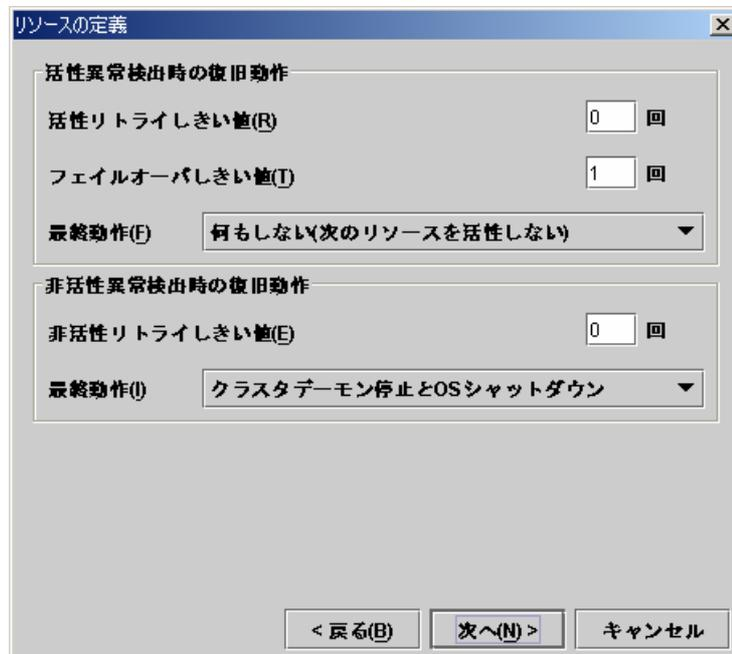 リソースの定義
活性異常検出時の復旧動作
活性リトライしきい値(R) 0 回
フェイルオーバしきい値(T) 1 回
最終動作(F) 何もしない(次のリソースを活性しない)
非活性異常検出時の復旧動作
非活性リトライしきい値(E) 0 回
最終動作(I) クラスタデーモン停止とOSシャットダウン
< 戻る(B) 次へ(N) > キャンセル